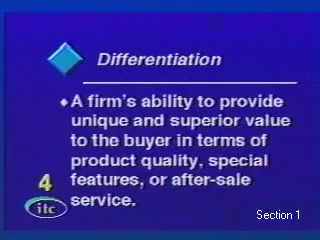 Differentiation
♦A firm's ability to provide
unique and superior value
to the buyer in terms of
product quality, special
features, or after-sale
service.
4
itc
Section 1